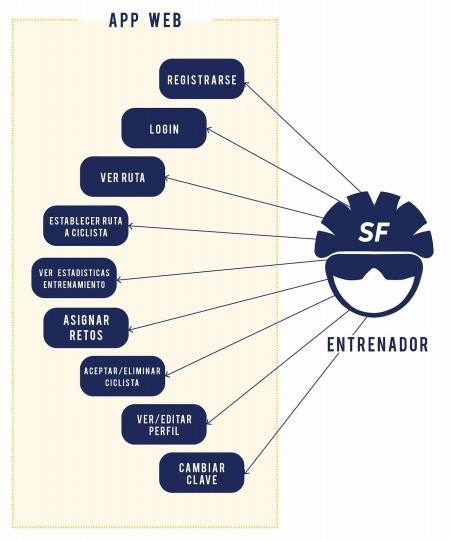 APP WEB
REGISTRARSE
LOGIN
VER RUTA
ESTABLECER RUTA
A CICLISTA
VER ESTADISTICAS
ENTRENAMIENTO
ASIGNAR
RETOS
ACEPTAR/ELIMINAR
CICLISTA
VER/EDITAR
PERFIL
CAMBIAR
CLAVE
SF
ENTRENADOR